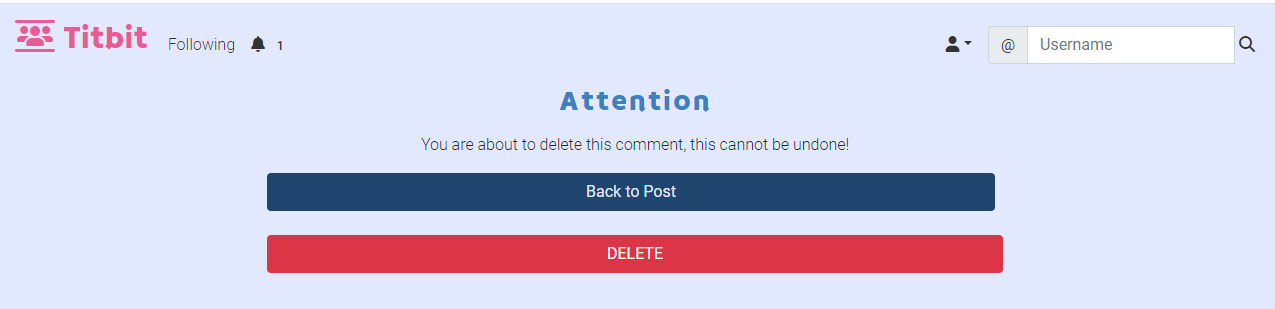 Titbit Following 1 @ Username
Attention
You are about to delete this comment, this cannot be undone!
Back to Post
DELETE